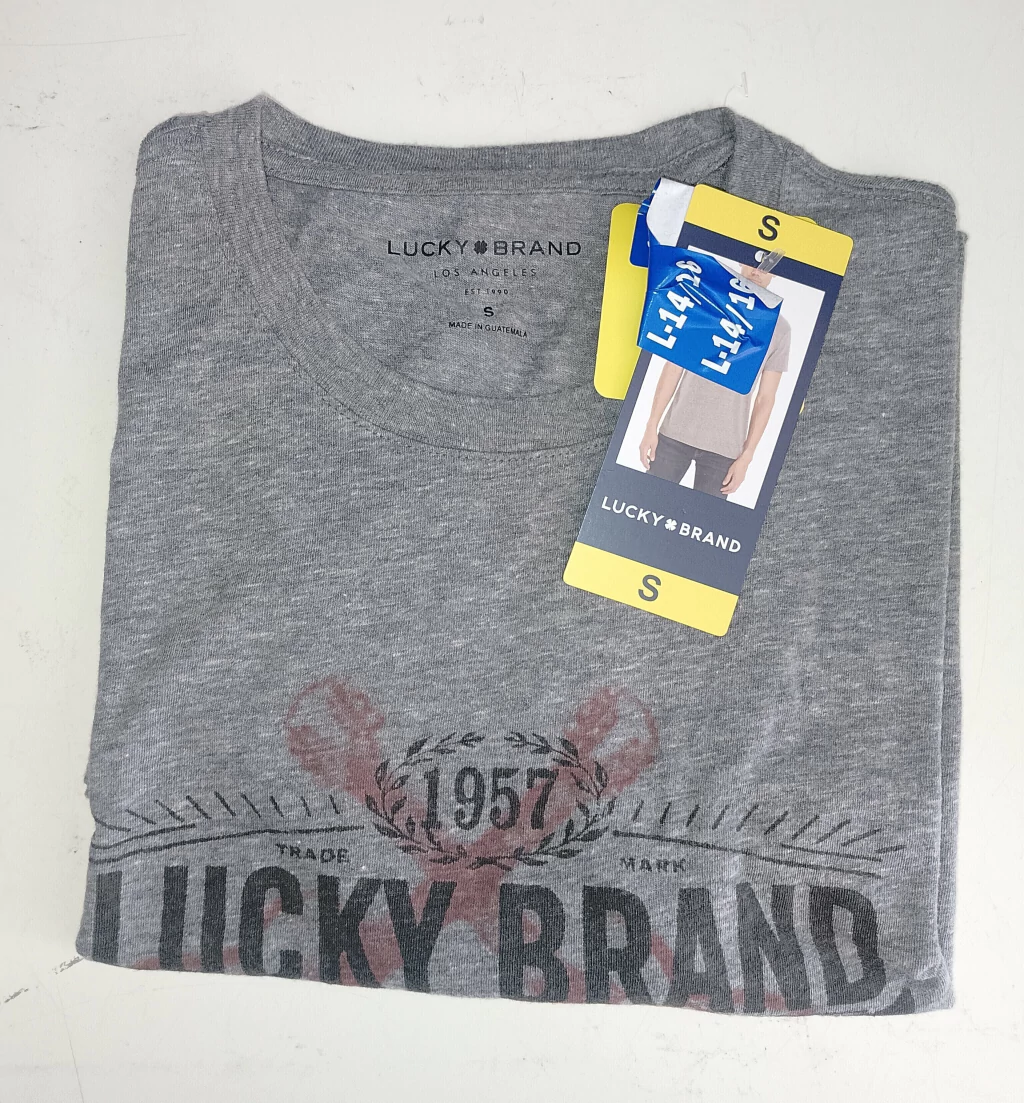 LUCKY BRAND
LOS ANGELES
EST 1990
S
MADE IN GUATEMALA
S
L-14/16
L-14/16
LUCKY BRAND
S
1957
TRADE MARK
LUCKY BRAND